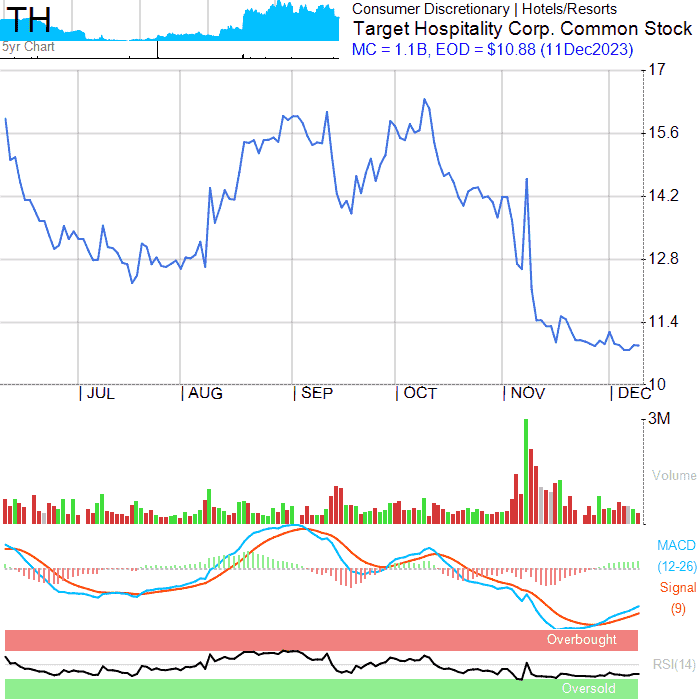 TH
5yr Chart
Consumer Discretionary | Hotels/Resorts
Target Hospitality Corp. Common Stock
MC = 1.1B, EOD = $10.88 (11Dec2023)
17
15.6
14.2
12.8
11.4
10
|JUL |AUG |SEP |OCT |NOV |DEC
3M
Volume
MACD
(12-26)
Signal
(9)
Overbought
RSI(14)
Oversold